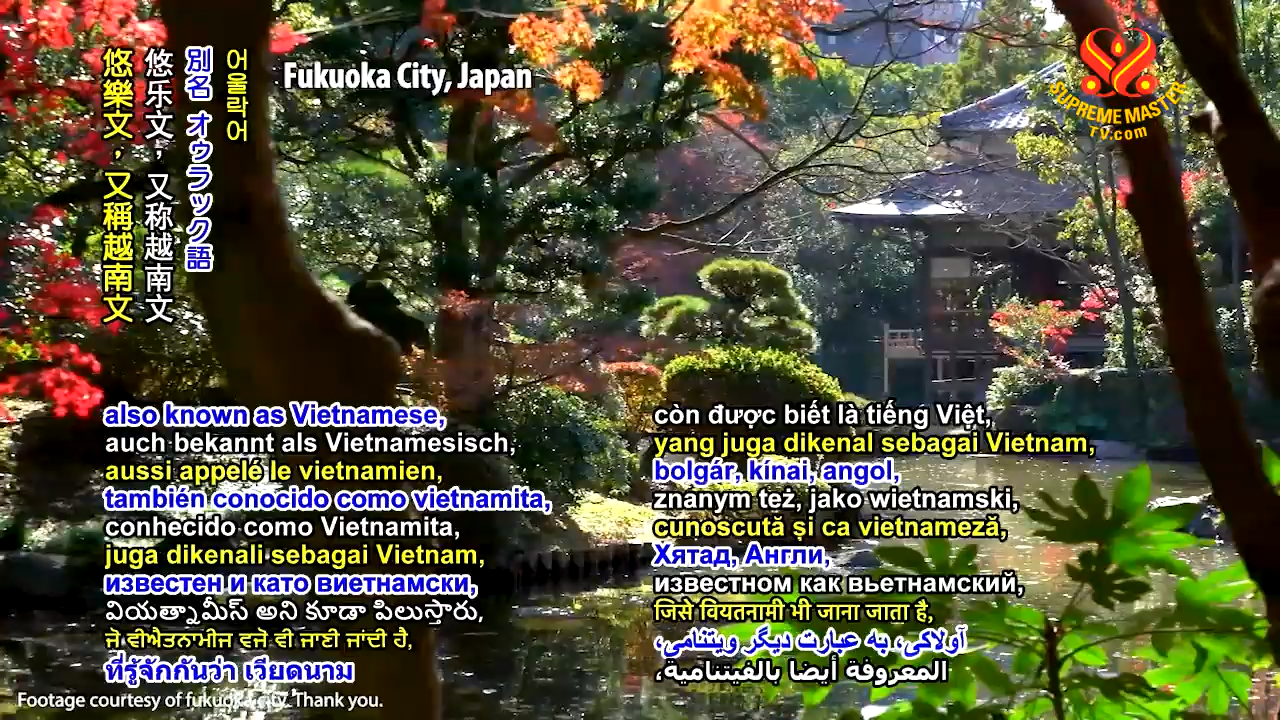 Fukuoka City, Japan
SUPREME MASTER
TV.com
어울락어
別名 オゥラック語
悠乐文，又称越南文
悠樂文，又稱越南文
also known as Vietnamese,
auch bekannt als Vietnamesisch,
aussi appelé le vietnamien,
también conocido como vietnamita,
conhecido como Vietnamita,
juga dikenali sebagai Vietnam,
известен и като виетнамски,
వియత్నామీస్ అని కూడా పిలుస్తారు,
ਜੋ ਵੀਐਤਨਾਮੀਜ ਵਜੋ ਵੀ ਜਾਣੀ ਜਾਂਦੀ ਹੈ,
ที่รู้จักกันว่า เวียดนาม
còn được biết là tiếng Việt,
yang juga dikenal sebagai Vietnam,
bolgár, kínai, angol,
znanym też, jako wietnamski,
cunoscută și ca vietnameză,
Хятад, Англи,
известном как вьетнамский,
जिसे वियतनामी भी जाना जाता है,
آولاکی، به عبارت دیگر ویتنامی،
المعروفة أيضا بالفيتنامية،
Footage courtesy of fukuoka city. Thank you.